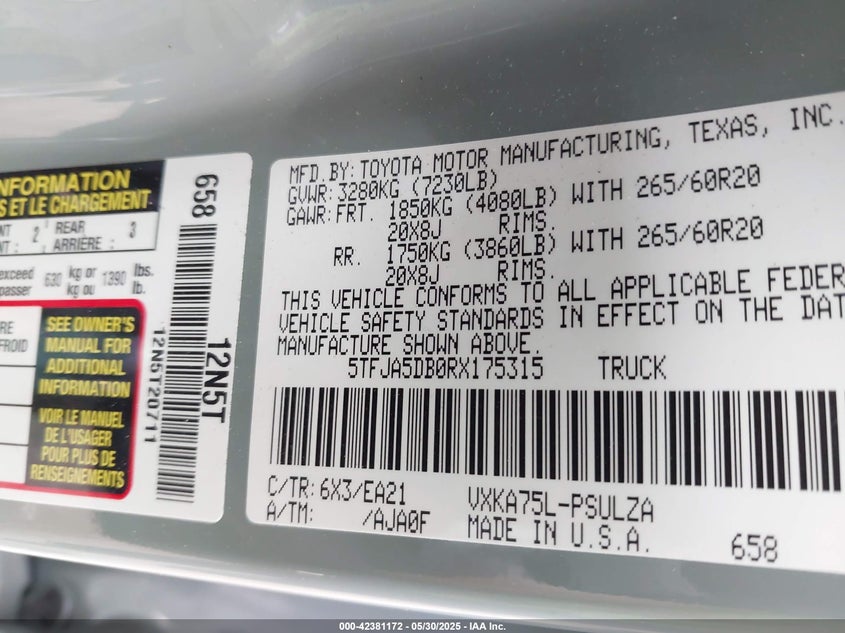 INFORMATION
S ET LE CHARGEMENT
NT : 2 REAR ARRIÈRE : 3
exceed 630 kg or 1390 lbs.
passer kg ou lb.
FROID
SEE OWNER'S
MANUAL FOR
ADDITIONAL
INFORMATION
VOIR LE MANUEL
DE L'USAGER
POUR PLUS DE
RENSEIGNEMENTS
658
12N5T
12N5T20711
MFD.BY: TOYOTA MOTOR MANUFACTURING, TEXAS, INC.
GVWR: 3280KG (7230LB)
GAWR: FRT. 1850KG (4080LB) WITH 265/60R20
20X8J RIMS.
RR. 1750KG (3860LB) WITH 265/60R20
20X8J RIMS.
THIS VEHICLE CONFORMS TO ALL APPLICABLE FEDER
VEHICLE SAFETY STANDARDS IN EFFECT ON THE DAT
MANUFACTURE SHOWN ABOVE.
5TFJA5DB0RX175315 TRUCK
C/TR: 6X3/EA21 VXKA75L-PSULZA
A/TM: /AJA0F MADE IN U.S.A. 658
000-42381172 — 05/30/2025 — IAA Inc.